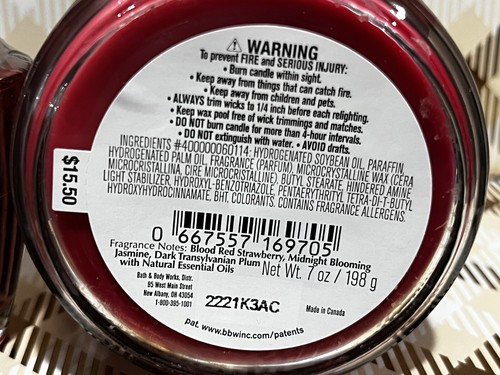 ⚠ WARNING
To prevent FIRE and SERIOUS INJURY:
• Burn candle within sight.
• Keep away from things that can catch fire.
• Keep away from children and pets.
• ALWAYS trim wicks to 1/4 inch before each relighting.
• Keep wax pool free of wick trimmings and matches.
• DO NOT burn candle for more than 4-hour intervals.
• DO NOT extinguish with water. • AVOID drafts.
INGREDIENTS #400000060114: HYDROGENATED SOYBEAN OIL, PARAFFIN,
HYDROGENATED PALM OIL, FRAGRANCE (PARFUM), MICROCRYSTALLINE WAX (CERA
MICROCRISTALLINA, CIRE MICROCRISTALLINE) BUTYL STEARATE, HINDERED AMINE
LIGHT STABILIZER, HYDROXYL-BENZOTRIAZOLE, PENTAERYTHRITYL TETRA-DI-T-BUTYL
HYDROXYHYDROCINNAMATE, BHT, COLORANTS. CONTAINS FRAGRANCE ALLERGENS.
$15.50
0 667557 169705
Fragrance Notes: Blood Red Strawberry, Midnight Blooming
Jasmine, Dark Transylvanian Plum
with Natural Essential Oils
Net Wt. 7 oz / 198 g
Bath & Body Works, Distr.
95 West Main Street
New Albany, OH 43054
1-800-395-1001
2221K3AC
Made in Canada
pat. www.bbwinc.com/patents